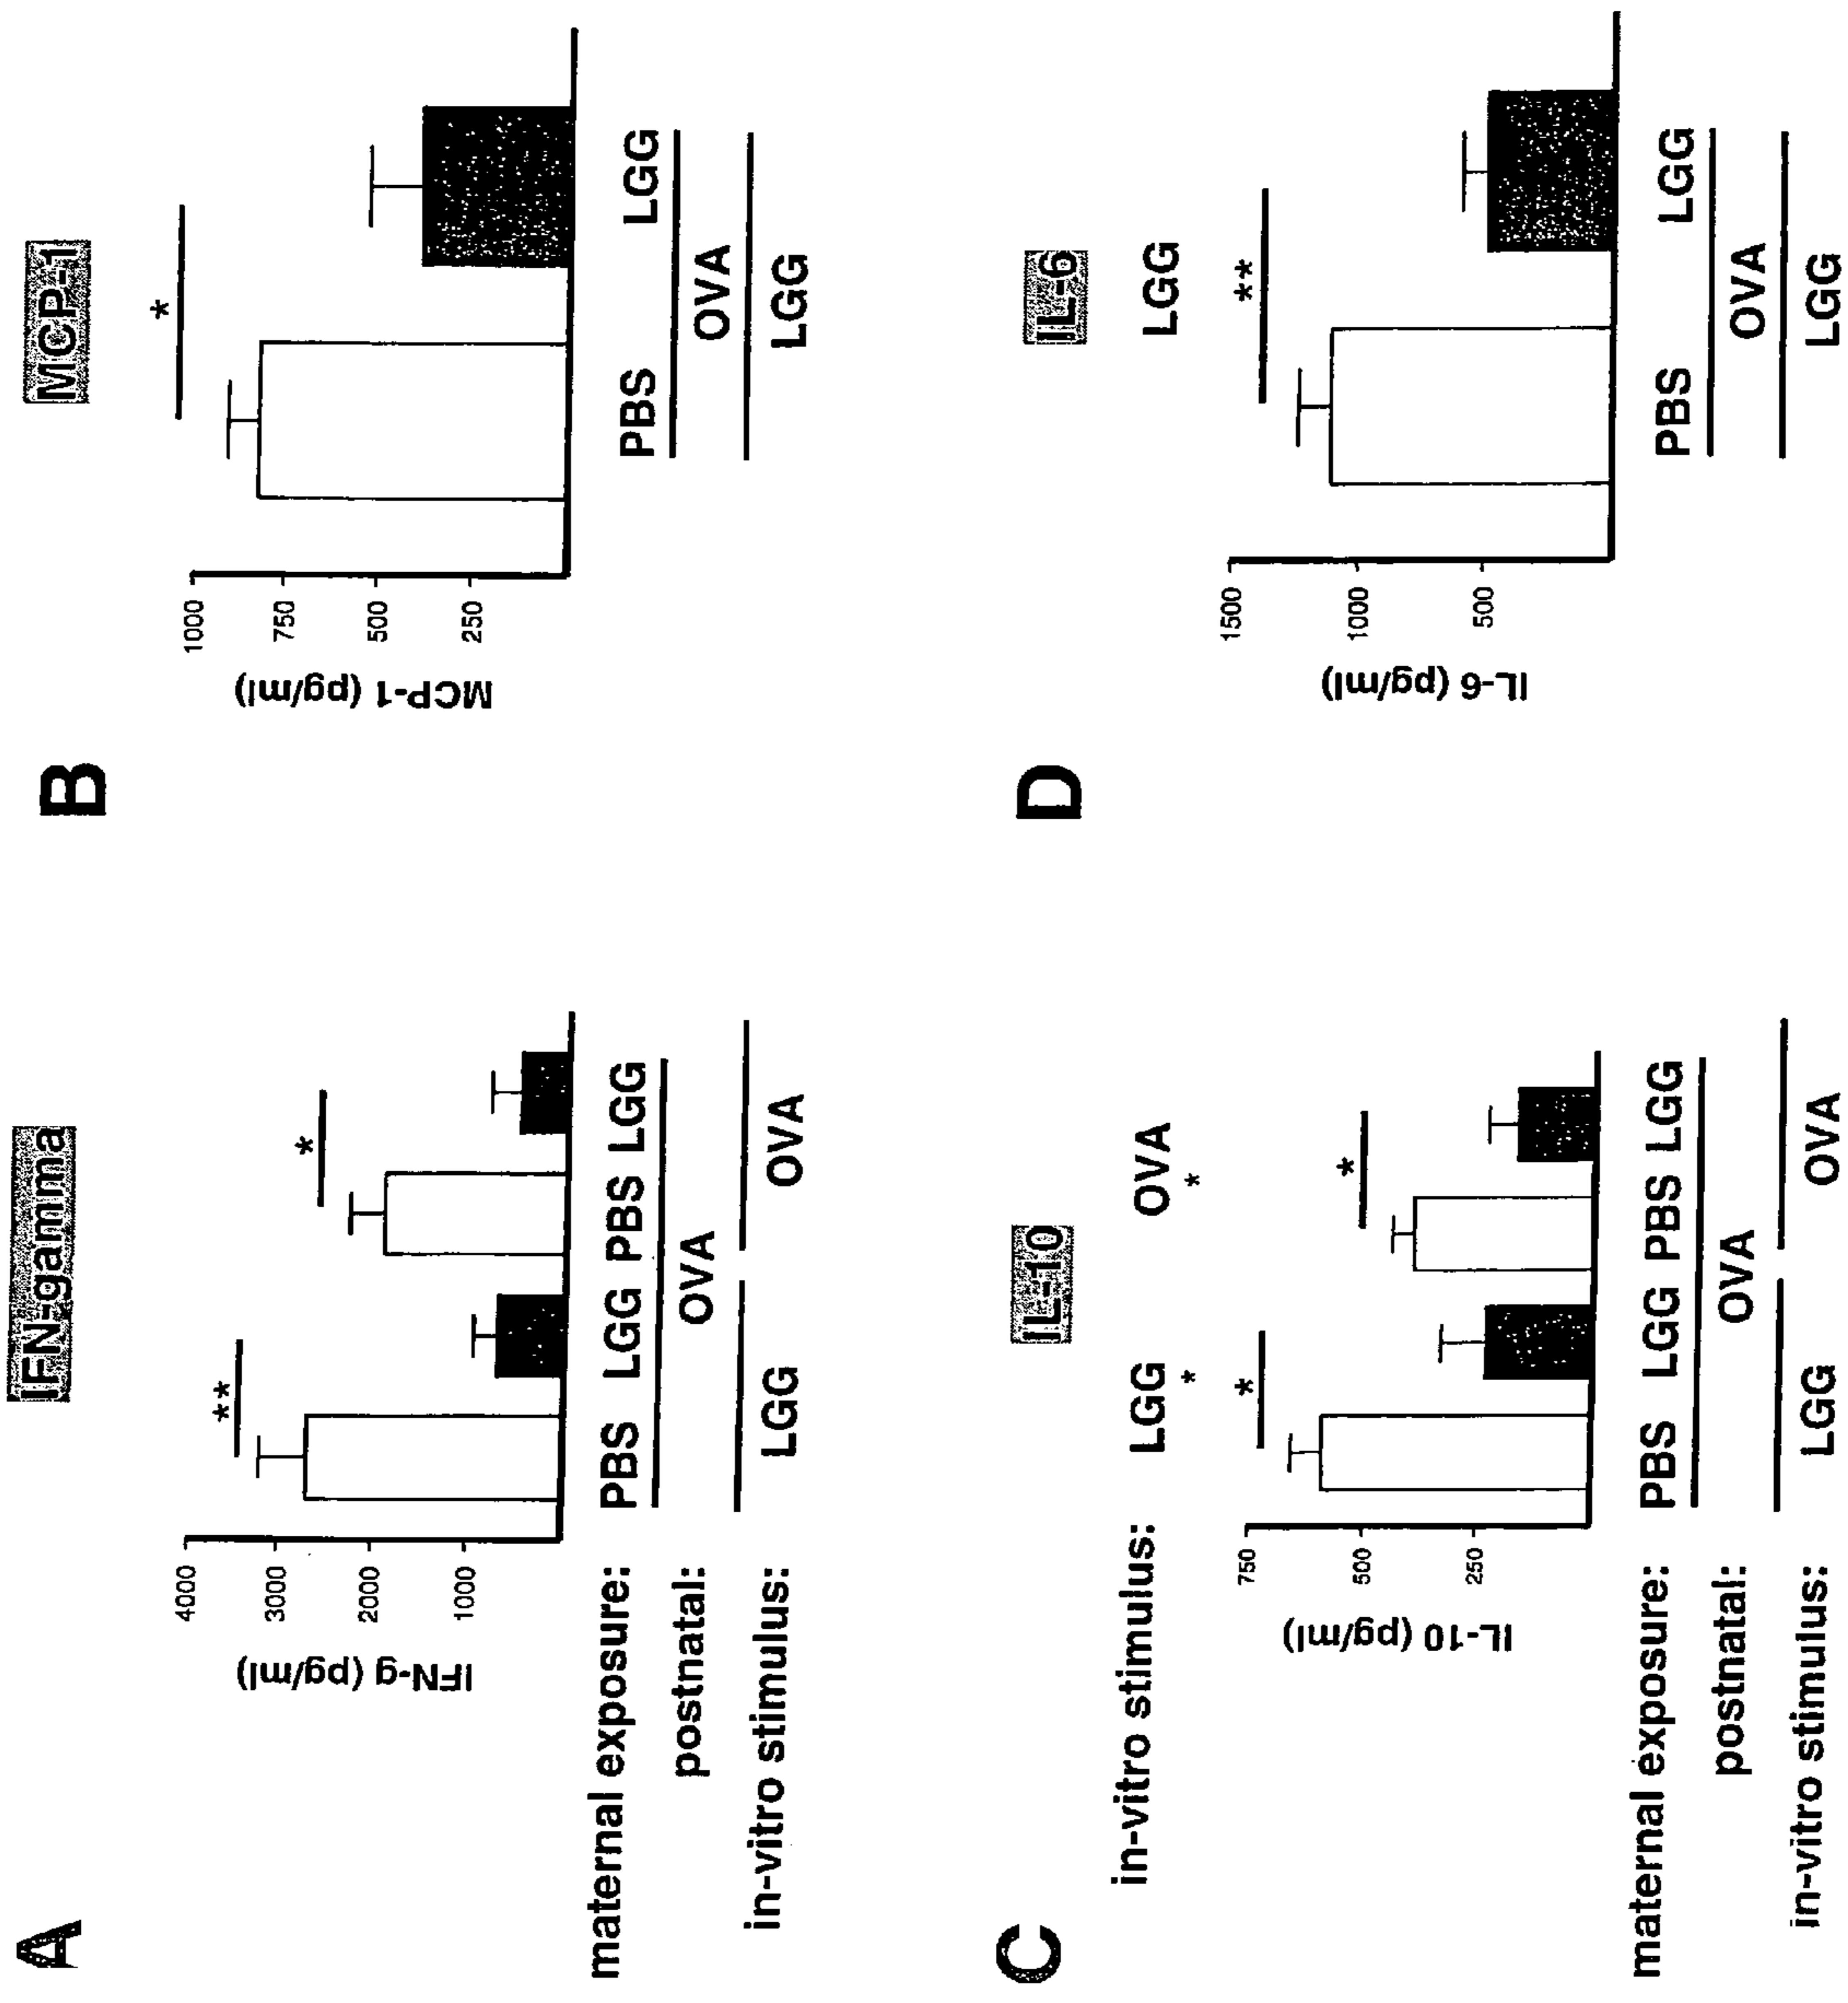 A
IFN-gamma
IFN-g (pg/ml)
4000
3000
2000
1000
**
*
maternal exposure: PBS LGG PBS LGG
postnatal: OVA
in-vitro stimulus: LGG OVA
B
MCP-1
MCP-1 (pg/ml)
1000
750
500
250
*
PBS LGG
OVA
LGG
C
IL-10
in-vitro stimulus: LGG OVA
* *
IL-10 (pg/ml)
750
500
250
*
*
maternal exposure: PBS LGG PBS LGG
postnatal: OVA
in-vitro stimulus: LGG OVA
D
IL-6
LGG
IL-6 (pg/ml)
1500
1000
500
**
PBS LGG
OVA
LGG